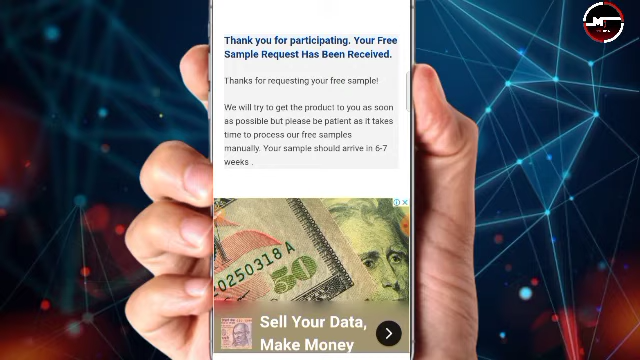 Thank you for participating. Your Free
Sample Request Has Been Received.
Thanks for requesting your free sample!
We will try to get the product to you as soon
as possible but please be patient as it takes
time to process our free samples
manually. Your sample should arrive in 6-7
weeks .
0250318 A
50
Sell Your Data,
Make Money